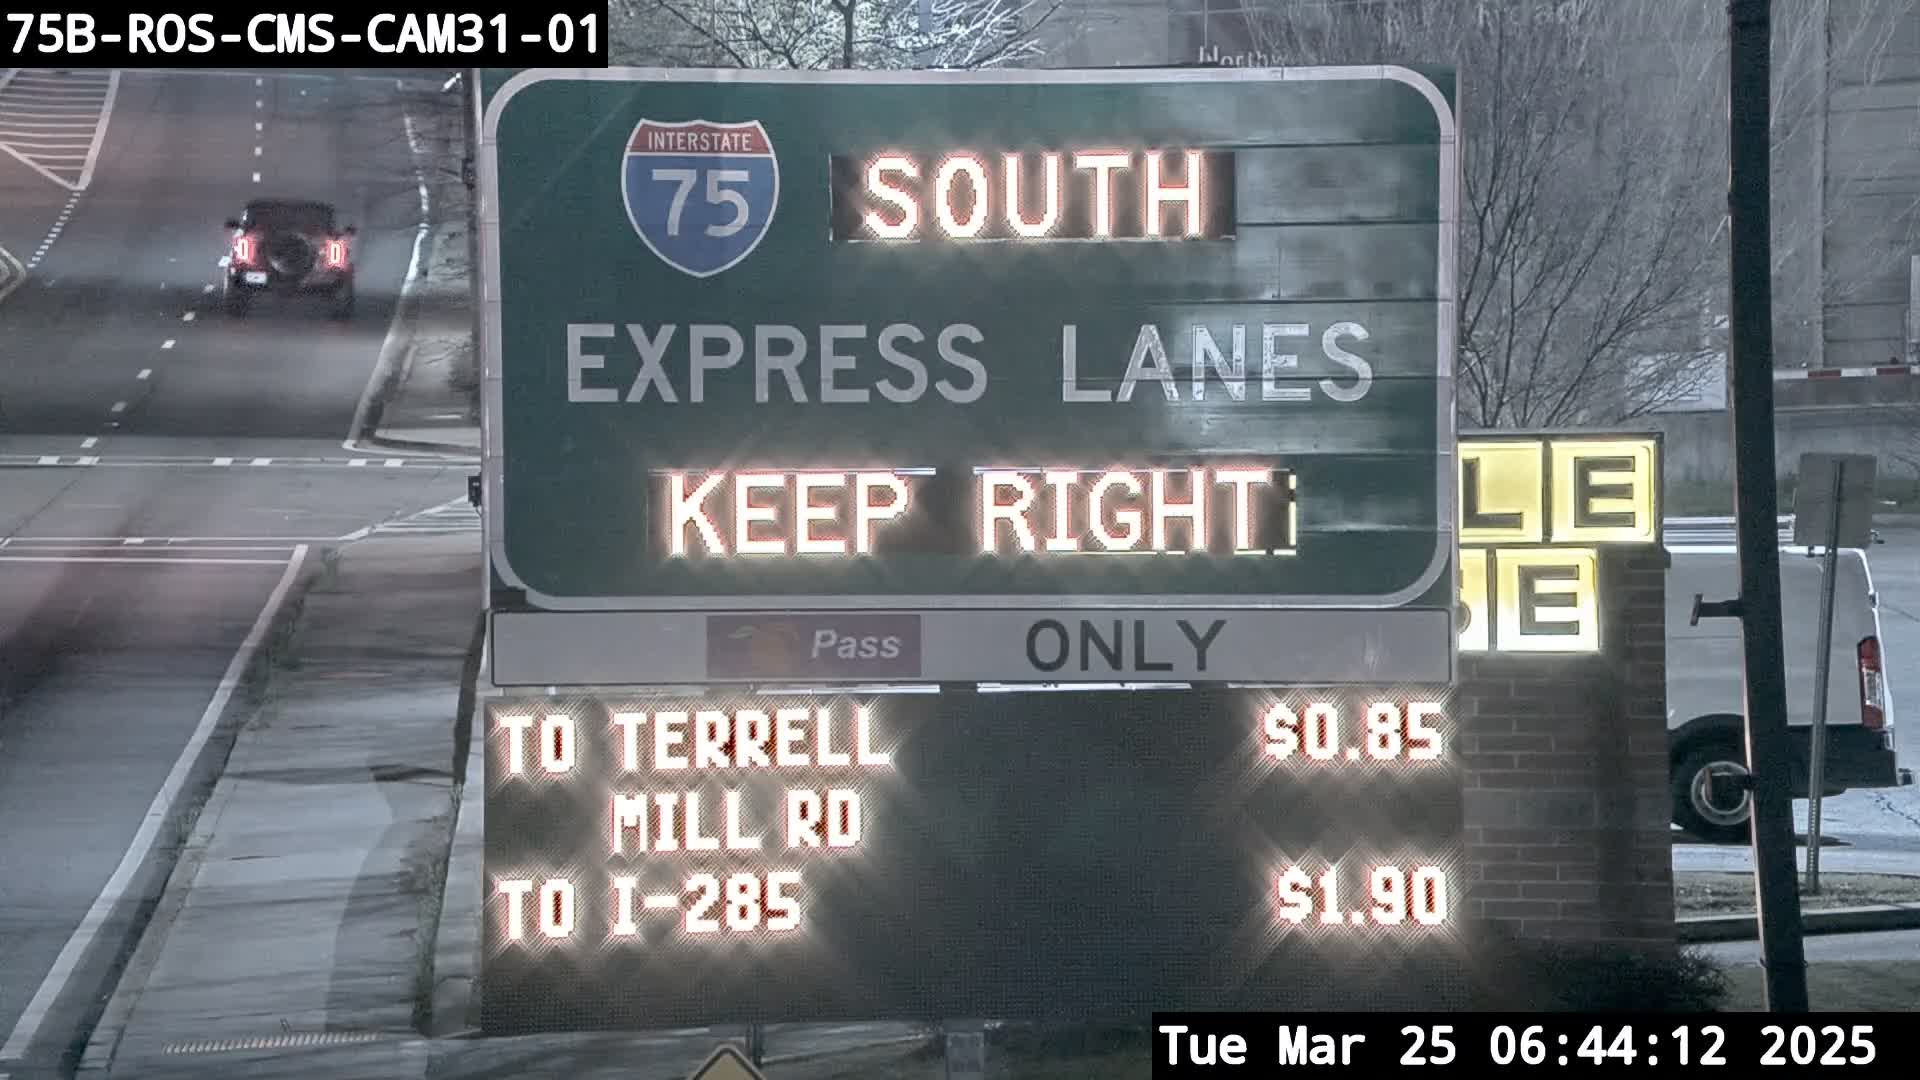 75B-ROS-CMS-CAM31-01
INTERSTATE
75
SOUTH
EXPRESS LANES
KEEP RIGHT
Pass ONLY
TO TERRELL $0.85
MILL RD
TO I-285 $1.90
LE
E
Tue Mar 25 06:44:12 2025